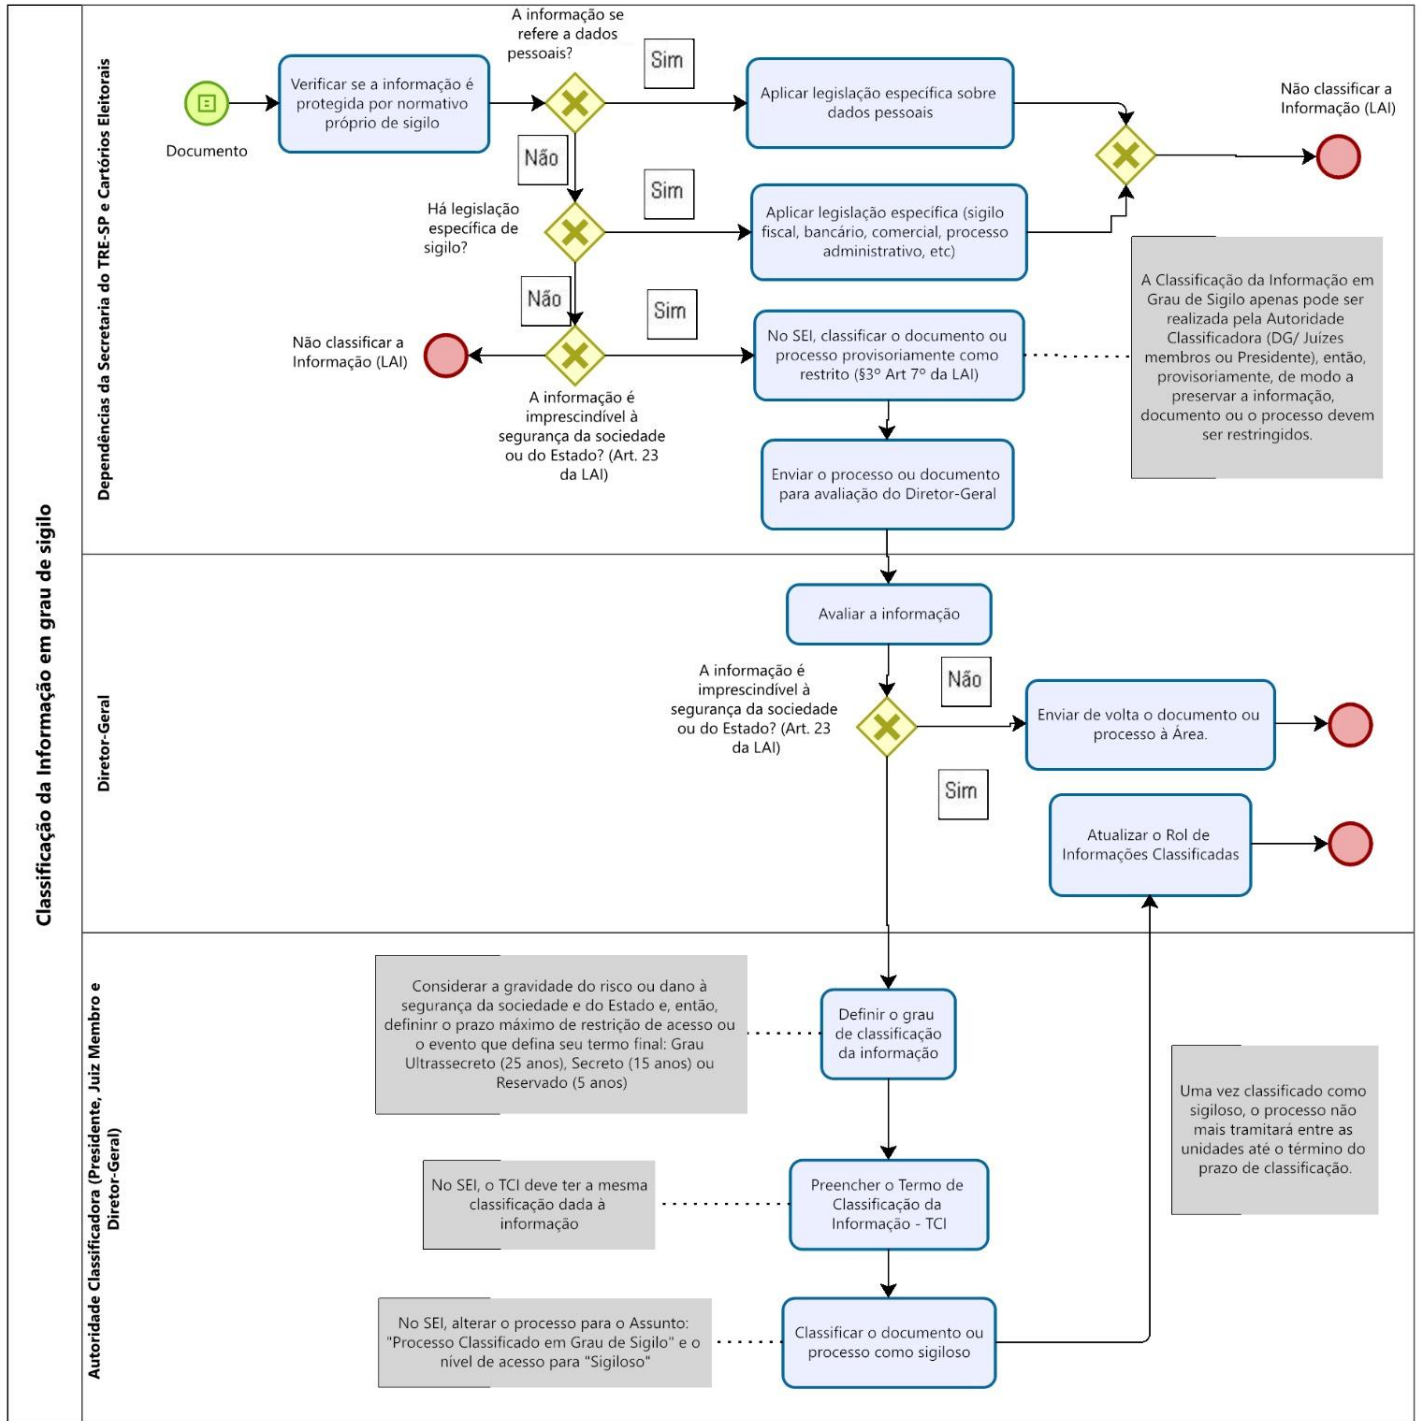 Classificação da Informação em grau de sigilo
Dependências da Secretaria do TRE-SP e Cartórios Eleitorais
Documento
Verificar se a informação é
protegida por normativo
próprio de sigilo
A informação se
refere a dados
pessoais?
Sim
Aplicar legislação específica sobre
dados pessoais
Não classificar a
Informação (LAI)
Não
Há legislação
específica de
sigilo?
Sim
Aplicar legislação específica (sigilo
fiscal, bancário, comercial, processo
administrativo, etc)
Não
Não classificar a
Informação (LAI)
A informação é
imprescindível à
segurança da sociedade
ou do Estado? (Art. 23
da LAI)
Sim
No SEI, classificar o documento ou
processo provisoriamente como
restrito (§3º Art 7º da LAI)
A Classificação da Informação em
Grau de Sigilo apenas pode ser
realizada pela Autoridade
Classificadora (DG/ Juízes
membros ou Presidente), então,
provisoriamente, de modo a
preservar a informação,
documento ou o processo devem
ser restringidos.
Enviar o processo ou documento
para avaliação do Diretor-Geral
Diretor-Geral
Avaliar a informação
A informação é
imprescindível à
segurança da sociedade
ou do Estado? (Art. 23
da LAI)
Não
Enviar de volta o documento ou
processo à Área.
Sim
Atualizar o Rol de
Informações Classificadas
Autoridade Classificadora (Presidente, Juiz Membro e
Diretor-Geral)
Considerar a gravidade do risco ou dano à
segurança da sociedade e do Estado e, então,
defininr o prazo máximo de restrição de acesso ou
o evento que defina seu termo final: Grau
Ultrassecreto (25 anos), Secreto (15 anos) ou
Reservado (5 anos)
Definir o grau
de classificação
da informação
Uma vez classificado como
sigiloso, o processo não
mais tramitará entre as
unidades até o término do
prazo de classificação.
No SEI, o TCI deve ter a mesma
classificação dada à
informação
Preencher o Termo de
Classificação da
Informação - TCI
No SEI, alterar o processo para o Assunto:
"Processo Classificado em Grau de Sigilo" e o
nível de acesso para "Sigiloso"
Classificar o documento ou
processo como sigiloso